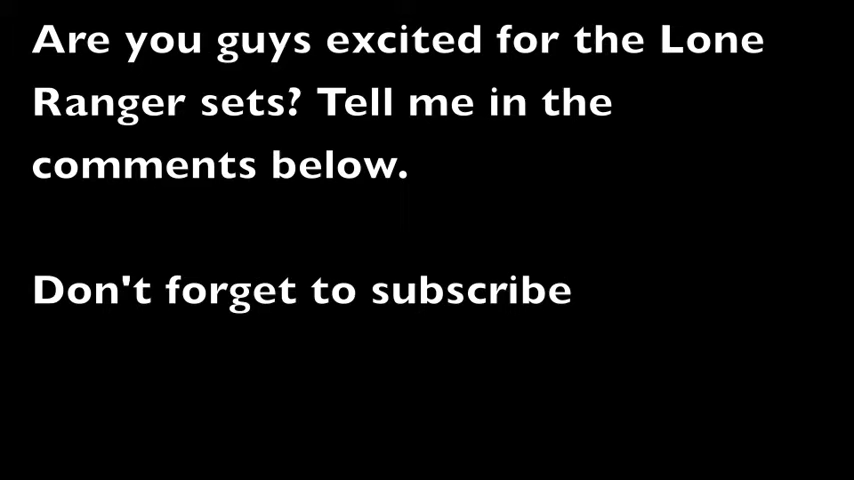 Are you guys excited for the Lone
Ranger sets? Tell me in the
comments below.
Don't forget to subscribe